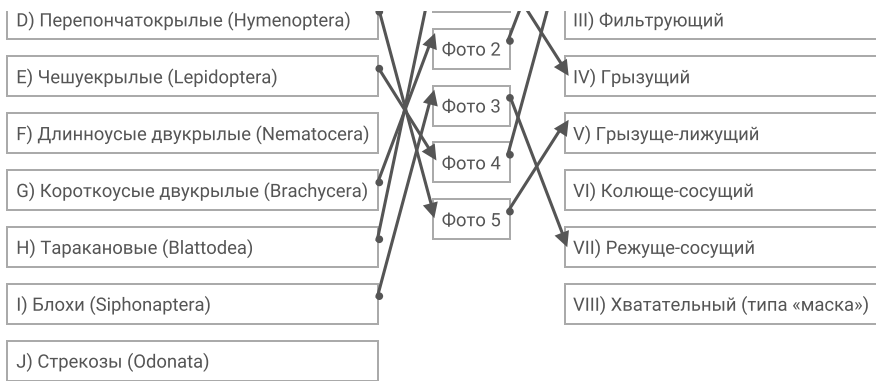 D) Перепончатокрылые (Hymenoptera)
E) Чешуекрылые (Lepidoptera)
F) Длинноусые двукрылые (Nematocera)
G) Короткоусые двукрылые (Brachycera)
H) Таракановые (Blattodea)
I) Блохи (Siphonaptera)
J) Стрекозы (Odonata)
Фото 2
Фото 3
Фото 4
Фото 5
III) Фильтрующий
IV) Грызущий
V) Грызуще-лижущий
VI) Колюще-сосущий
VII) Режуще-сосущий
VIII) Хватательный (типа «маска»)